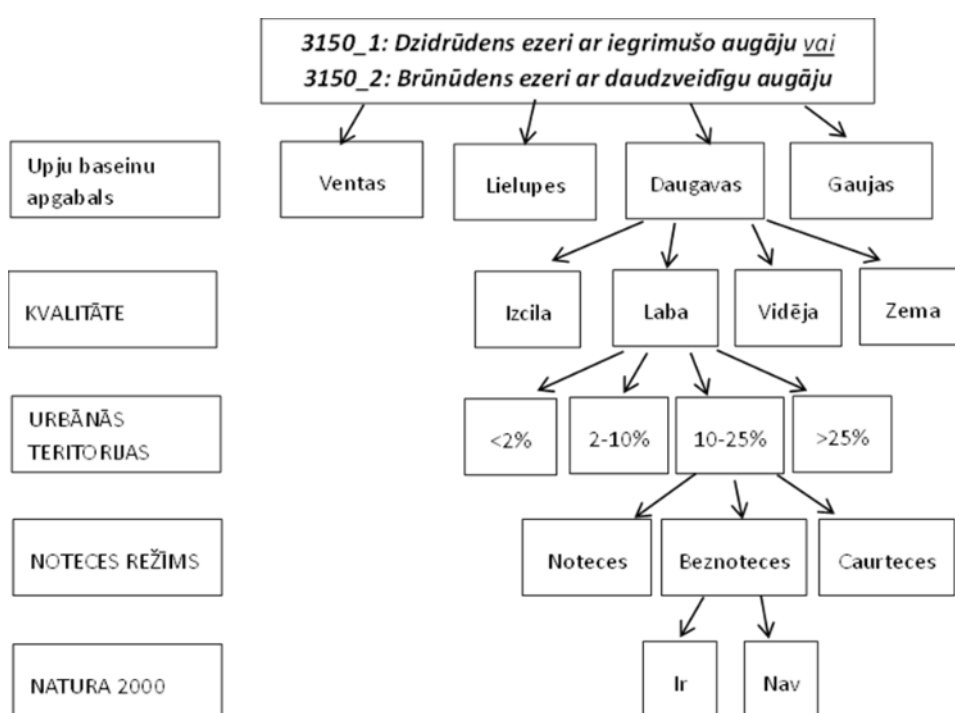 3150_1: Dzidrūdens ezeri ar iegrimušo augāju vai
3150_2: Brūnūdens ezeri ar daudzveidīgu augāju
Upju baseinu
apgabals
Ventas
Lielupes
Daugavas
Gaujas
KVALITĀTE
Izcila
Laba
Vidēja
Zema
URBĀNĀS
TERITORIJAS
<2%
2-10%
10-25%
>25%
NOTECES REŽĪMS
Noteces
Beznoteces
Caurteces
NATURA 2000
Ir
Nav